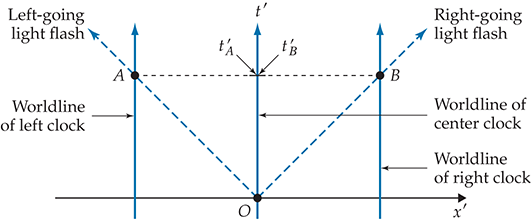 Left-going
light flash
t′
Right-going
light flash
t′A t′B
A
B
Worldline
of left clock
Worldline of
center clock
Worldline
of right clock
O
x′